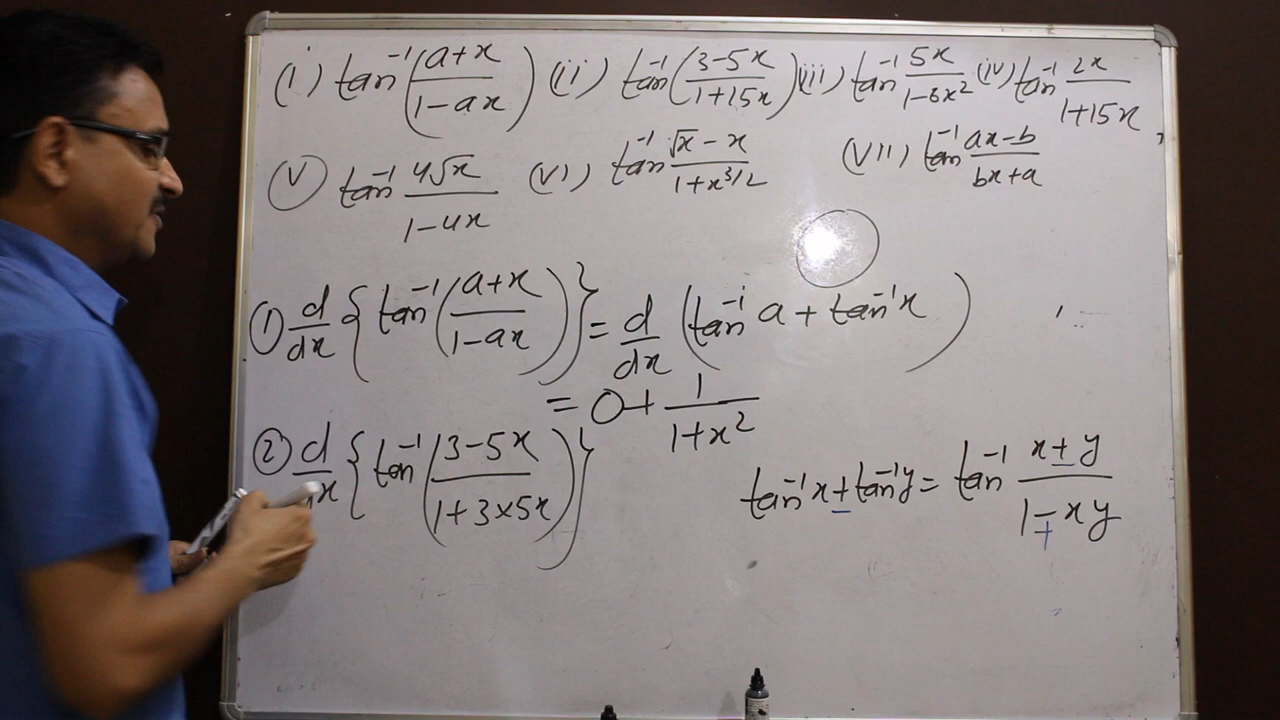 (i) tan⁻¹((a+x)/(1-ax)) (ii) tan⁻¹((3-5x)/(1+15x)) (iii) tan⁻¹ 5x/(1-6x²) (iv) tan⁻¹ 2x/(1+15x),
(V) tan⁻¹ 4√x/(1-4x) (Vi) tan⁻¹ (√x - x)/(1+x^3/2) (Vii) tan⁻¹ (ax-b)/(bx+a)
① d/dx {tan⁻¹((a+x)/(1-ax))} = d/dx (tan⁻¹ a + tan⁻¹ x)
= 0 + 1/(1+x²)
② d/dx {tan⁻¹((3-5x)/(1+3×5x))}
tan⁻¹x ± tan⁻¹y = tan⁻¹ (x ± y)/(1 ∓ xy)